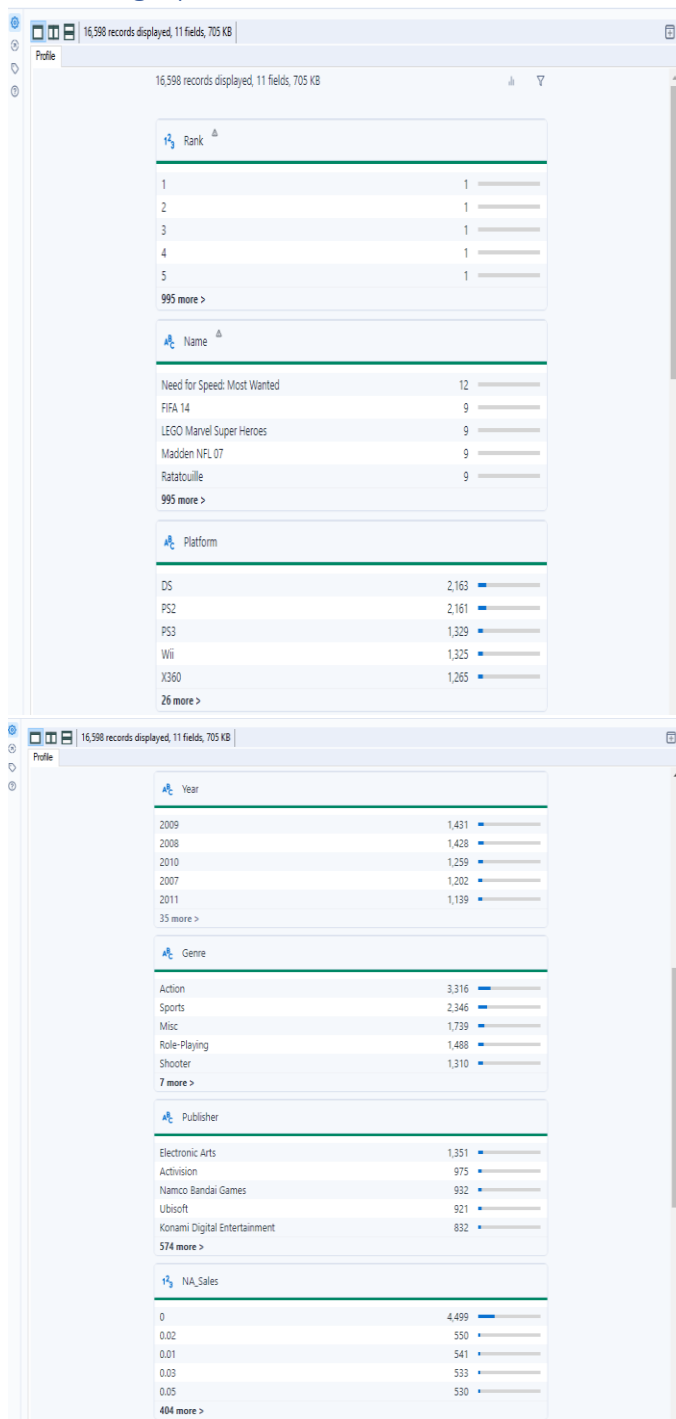 16,598 records displayed, 11 fields, 705 KB
Profile
16,598 records displayed, 11 fields, 705 KB
123 Rank
1 1
2 1
3 1
4 1
5 1
995 more >
ABC Name
Need for Speed: Most Wanted 12
FIFA 14 9
LEGO Marvel Super Heroes 9
Madden NFL 07 9
Ratatouille 9
995 more >
ABC Platform
DS 2,163
PS2 2,161
PS3 1,329
Wii 1,325
X360 1,265
26 more >
16,598 records displayed, 11 fields, 705 KB
Profile
ABC Year
2009 1,431
2008 1,428
2010 1,259
2007 1,202
2011 1,139
35 more >
ABC Genre
Action 3,316
Sports 2,346
Misc 1,739
Role-Playing 1,488
Shooter 1,310
7 more >
ABC Publisher
Electronic Arts 1,351
Activision 975
Namco Bandai Games 932
Ubisoft 921
Konami Digital Entertainment 832
574 more >
123 NA_Sales
0 4,499
0.02 550
0.01 541
0.03 533
0.05 530
404 more >